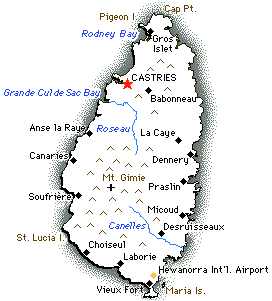 Cap Pt.
Pigeon I.
Rodney Bay
Gros
Islet
CASTRIES
Grande Cul de Sac Bay
Babonneau
Anse la Raye
Roseau
La Caye
Canaries
Dennery
Mt. Gimie
Praslin
Soufrière
Micoud
Canelles
Desruisseaux
St. Lucia I.
Choiseul
Laborie
Hewanorra Int'l. Airport
Vieux Fort
Maria Is.